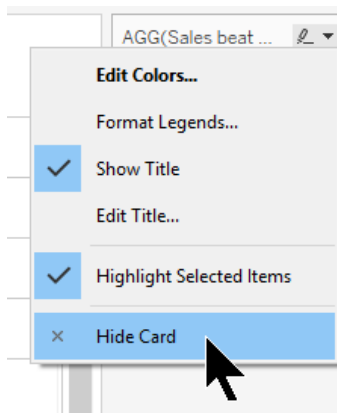 AGG(Sales beat ...
Edit Colors...
Format Legends...
Show Title
Edit Title...
Highlight Selected Items
Hide Card